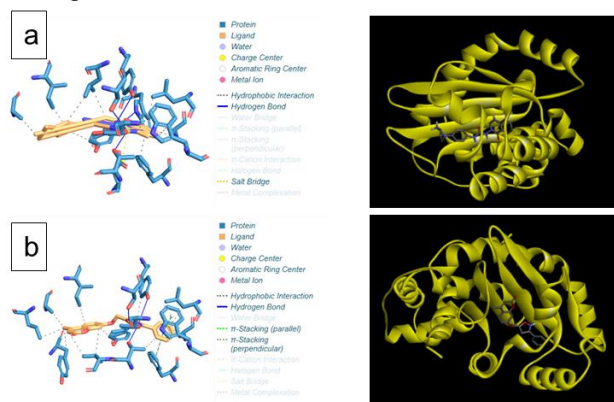 a
Protein
Ligand
Water
Charge Center
Aromatic Ring Center
Metal Ion
Hydrophobic Interaction
Hydrogen Bond
Water Bridge
π-Stacking (parallel)
π-Stacking
(perpendicular)
π-Cation Interaction
Halogen Bond
Salt Bridge
Metal Complexation
b
Protein
Ligand
Water
Charge Center
Aromatic Ring Center
Metal Ion
Hydrophobic Interaction
Hydrogen Bond
Water Bridge
π-Stacking (parallel)
π-Stacking
(perpendicular)
π-Cation Interaction
Halogen Bond
Salt Bridge
Metal Complexation